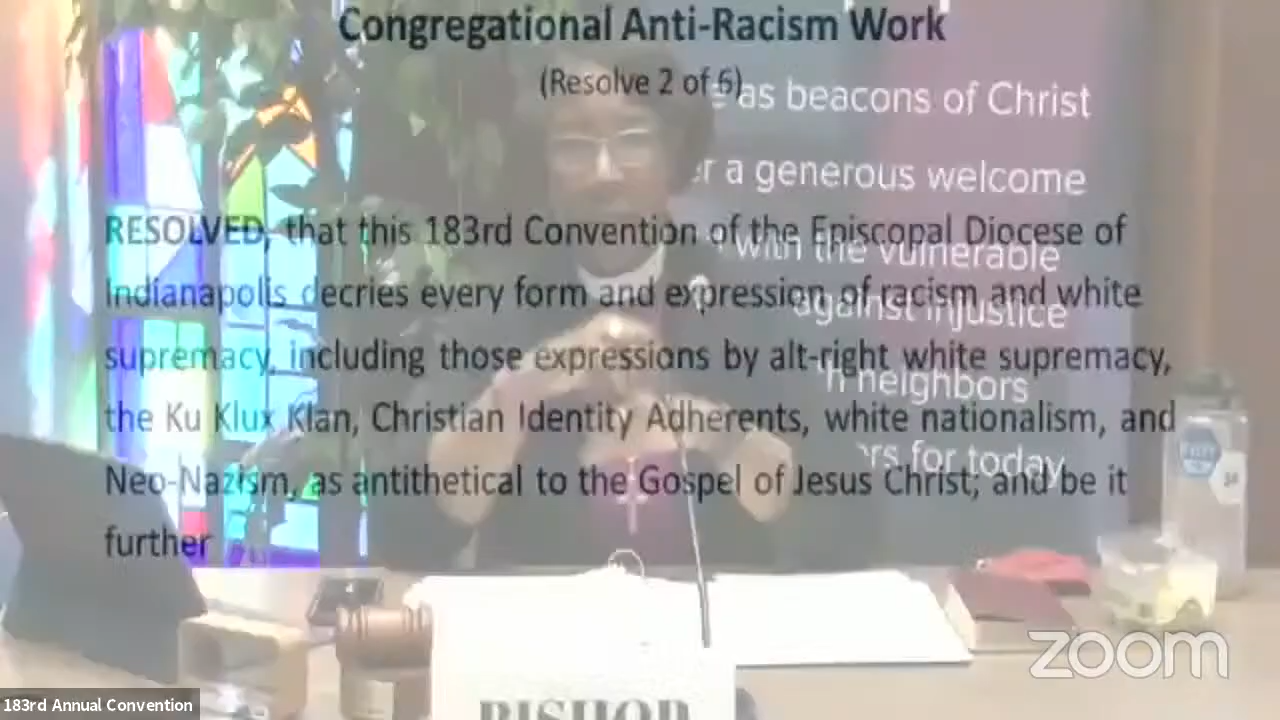 Congregational Anti-Racism Work
(Resolve 2 of 6)
as beacons of Christ
a generous welcome
RESOLVED, that this 183rd Convention of the Episcopal Diocese of
with the vulnerable
Indianapolis decries every form and expression of racism and white
against injustice
supremacy, including those expressions by alt-right white supremacy,
neighbors
the Ku Klux Klan, Christian Identity Adherents, white nationalism, and
for today
Neo-Nazism, as antithetical to the Gospel of Jesus Christ; and be it
further
BISHOP
zoom
183rd Annual Convention